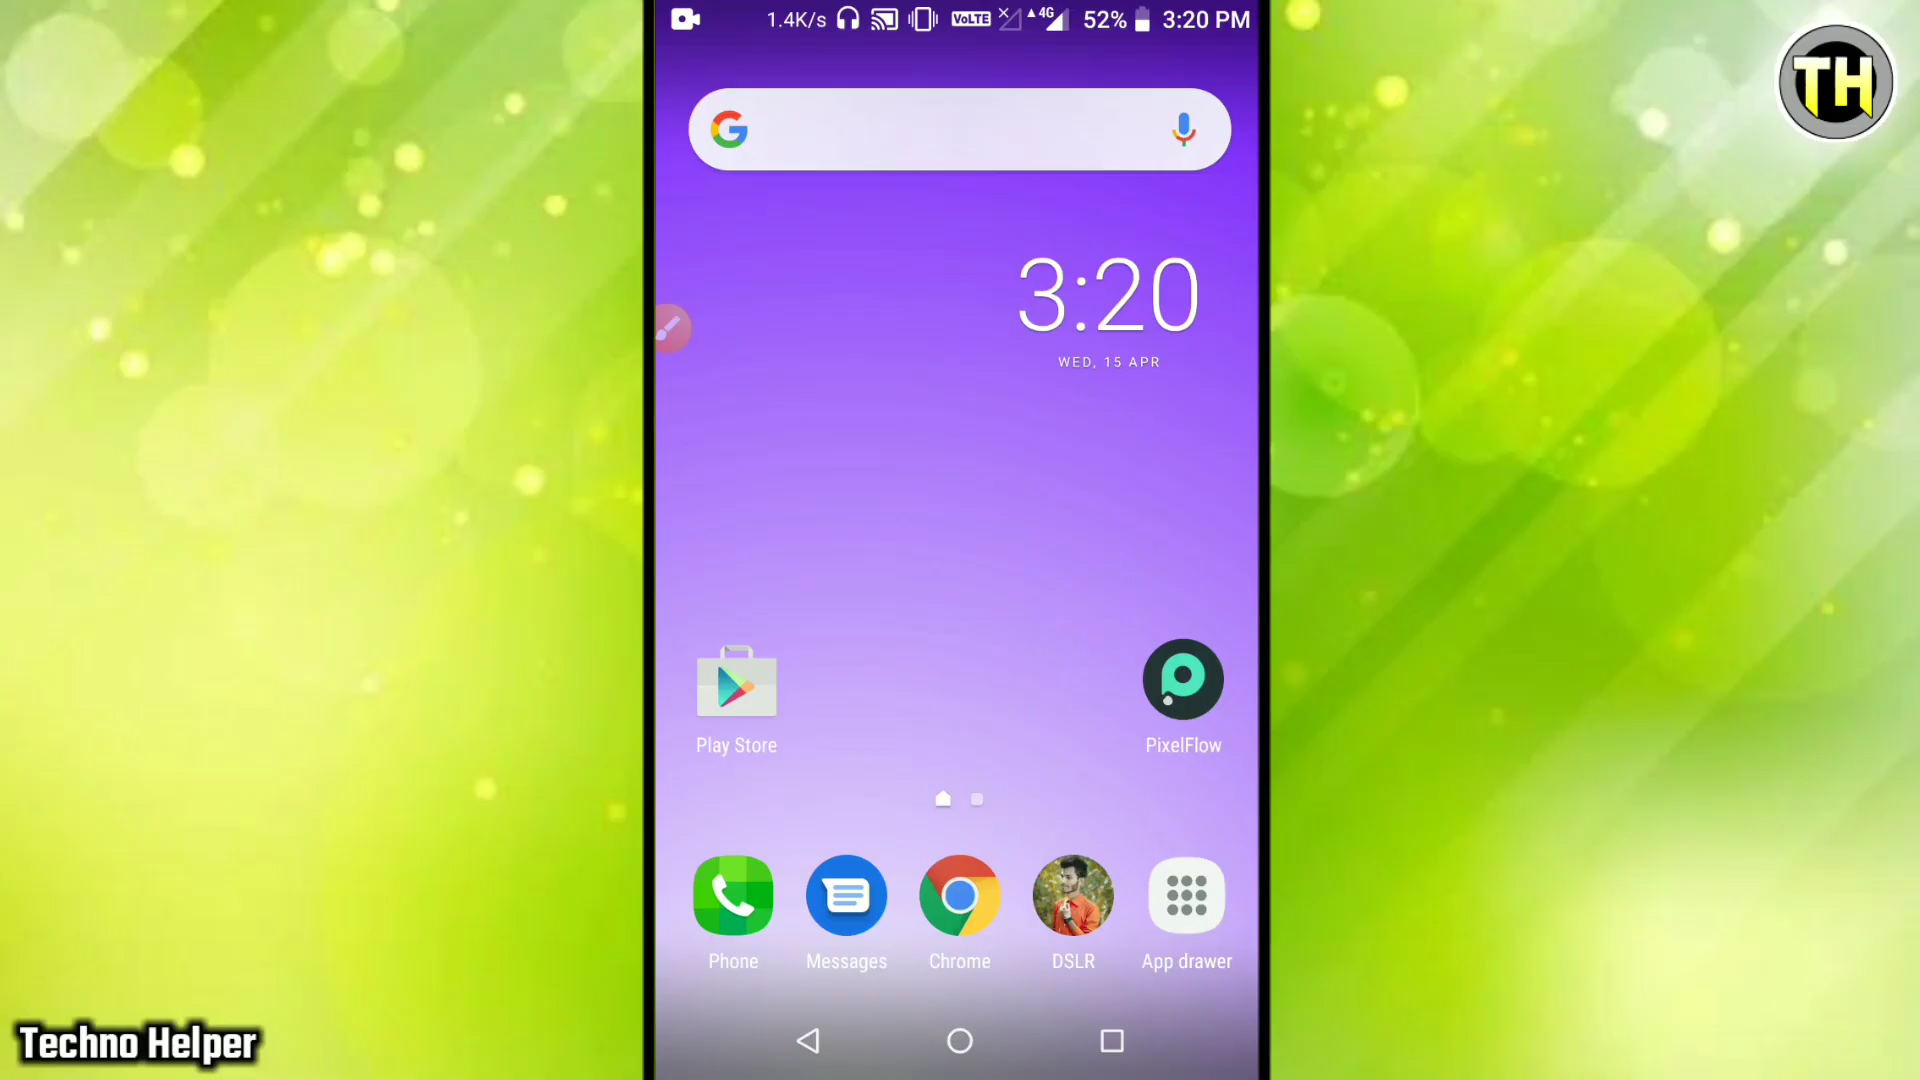 1.4K/s VoLTE 4G 52% 3:20 PM
TH
3:20
WED, 15 APR
Play Store
PixelFlow
Phone
Messages
Chrome
DSLR
App drawer
Techno Helper